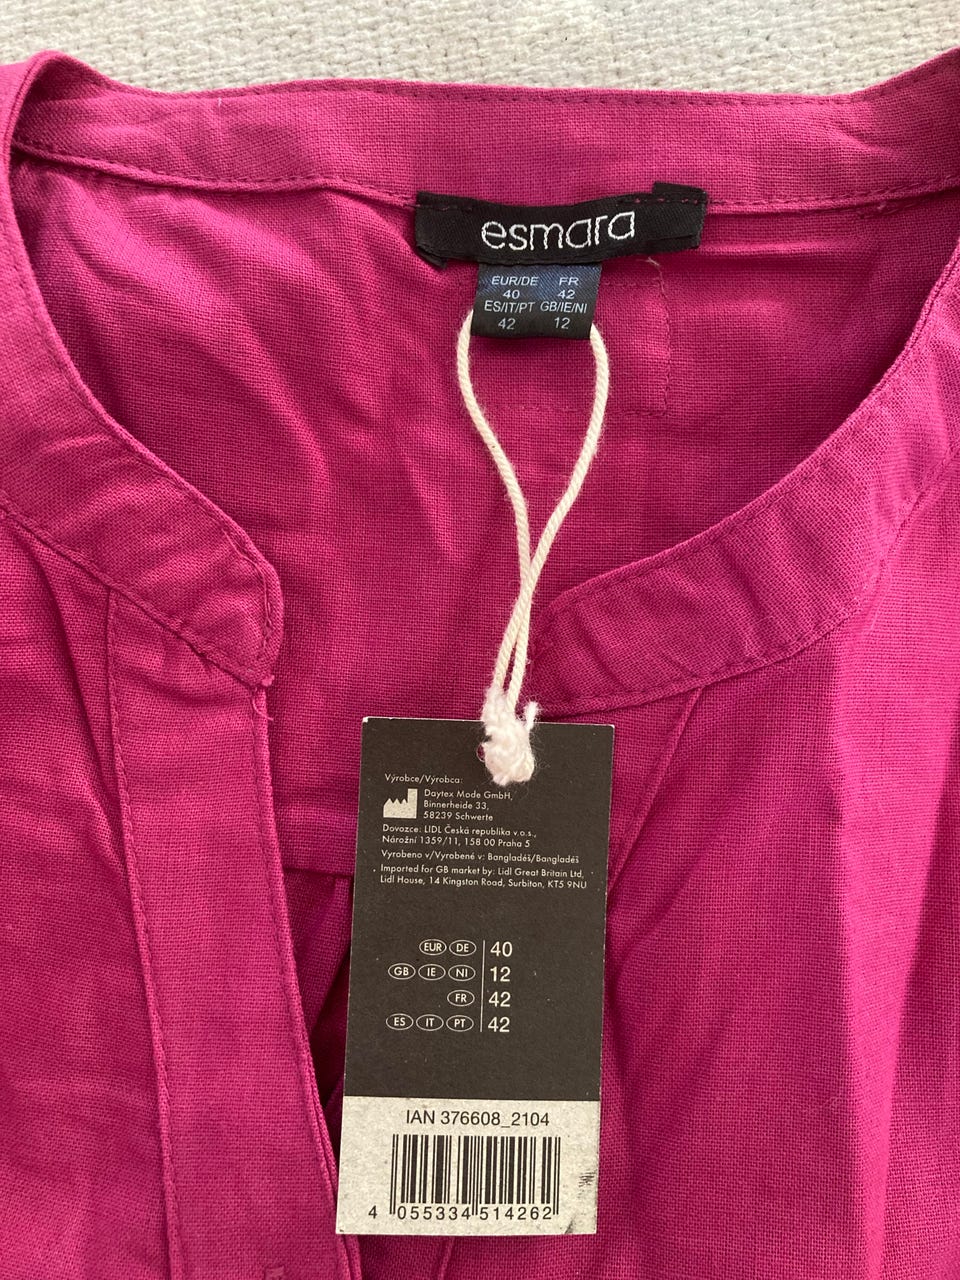 esmara
EUR/DE FR
40 42
ES/IT/PT GB/IE/NI
42 12
Výrobce/Výrobca:
Daytex Mode GmbH,
Binnerheide 33,
58239 Schwerte
Dovozce: LIDL Česká republika v.o.s.,
Nárožní 1359/11, 158 00 Praha 5
Vyrobeno v/Vyrobené v: Bangladéš/Bangladéš
Imported for GB market by: Lidl Great Britain Ltd,
Lidl House, 14 Kingston Road, Surbiton, KT5 9NU
EUR DE 40
GB IE NI 12
FR 42
ES IT PT 42
IAN 376608_2104
4 055334 514262